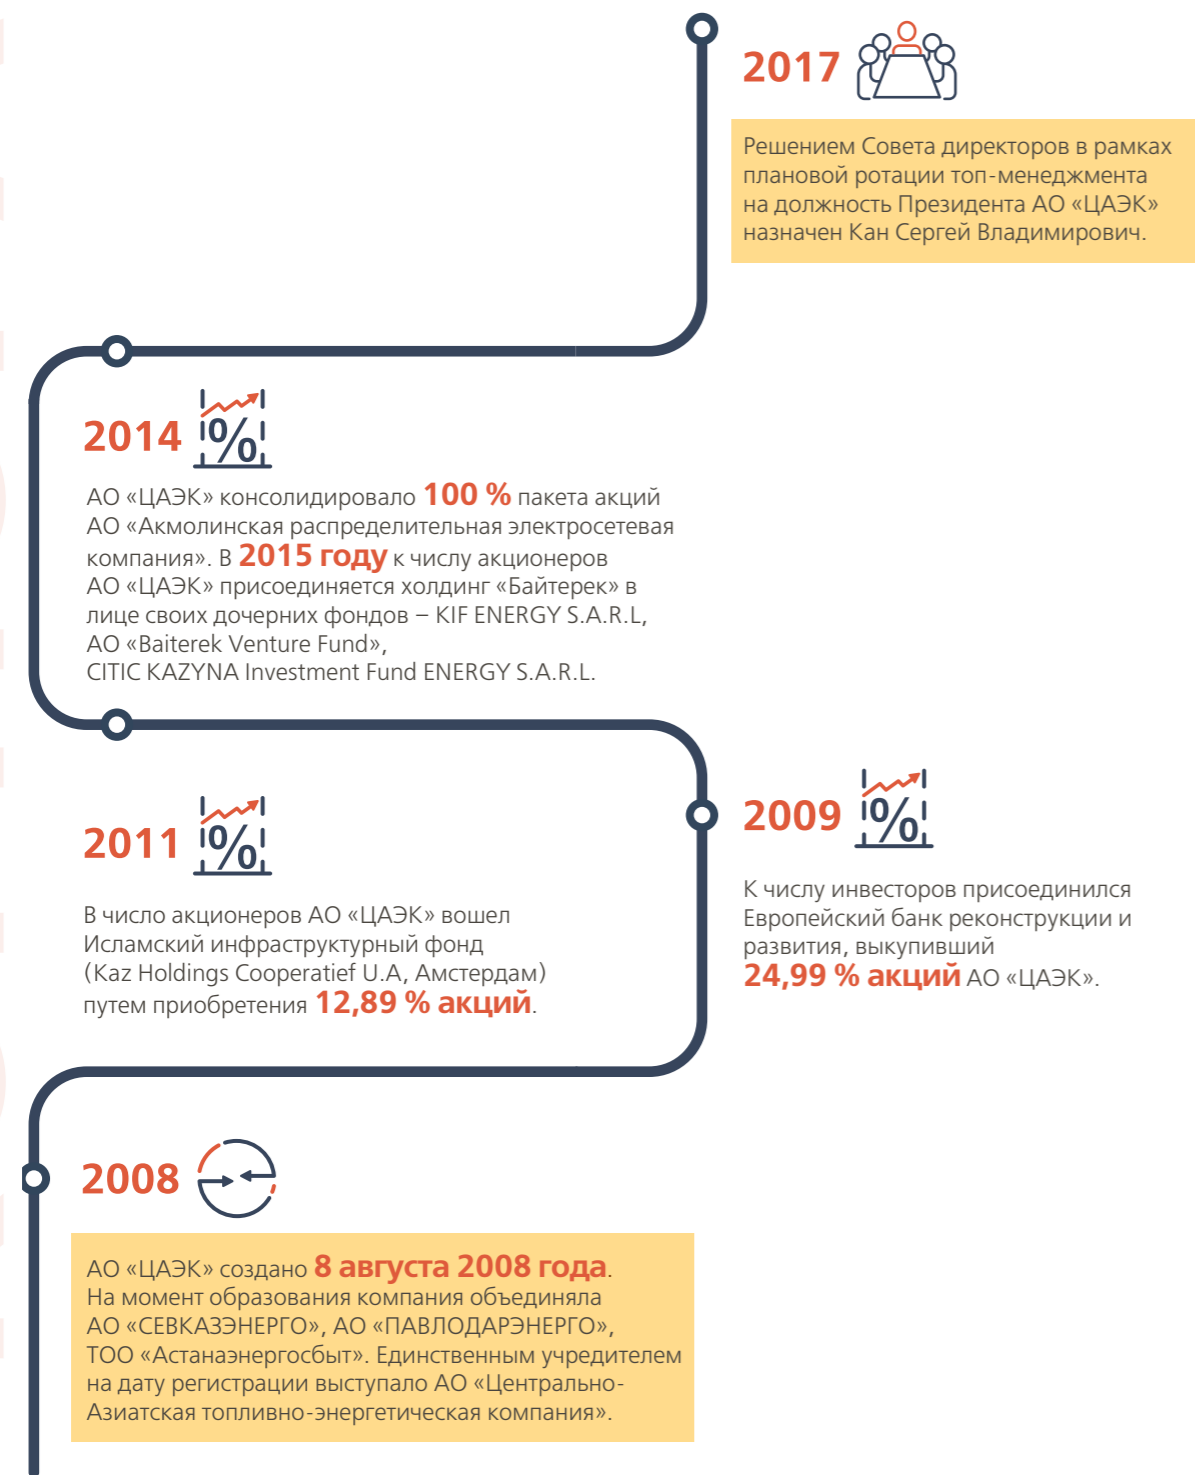 2017
Решением Совета директоров в рамках
плановой ротации топ-менеджмента
на должность Президента АО «ЦАЭК»
назначен Кан Сергей Владимирович.
2014
%
АО «ЦАЭК» консолидировало 100 % пакета акций
АО «Акмолинская распределительная электросетевая
компания». В 2015 году к числу акционеров
АО «ЦАЭК» присоединяется холдинг «Байтерек» в
лице своих дочерних фондов – KIF ENERGY S.A.R.L,
АО «Baiterek Venture Fund»,
CITIC KAZYNA Investment Fund ENERGY S.A.R.L.
2011
%
В число акционеров АО «ЦАЭК» вошел
Исламский инфраструктурный фонд
(Kaz Holdings Cooperatief U.A, Амстердам)
путем приобретения 12,89 % акций.
2009
%
К числу инвесторов присоединился
Европейский банк реконструкции и
развития, выкупивший
24,99 % акций АО «ЦАЭК».
2008
АО «ЦАЭК» создано 8 августа 2008 года.
На момент образования компания объединяла
АО «СЕВКАЗЭНЕРГО», АО «ПАВЛОДАРЭНЕРГО»,
ТОО «Астанаэнергосбыт». Единственным учредителем
на дату регистрации выступало АО «Центрально-
Азиатская топливно-энергетическая компания».